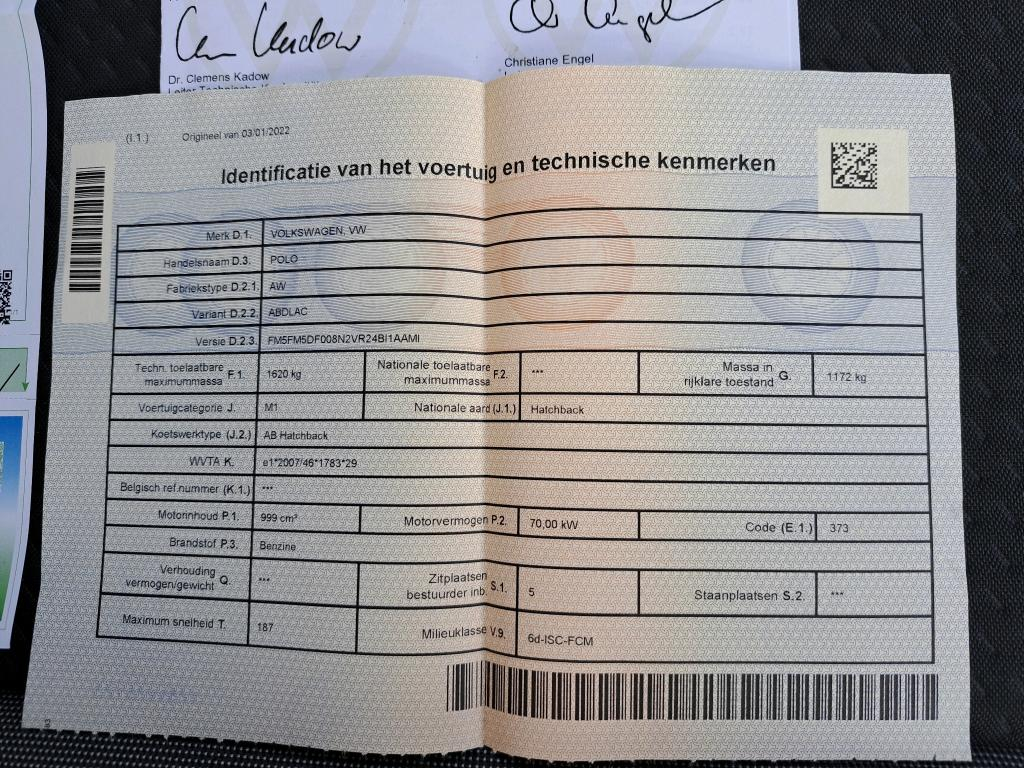 Dr. Clemens Kadow
Christiane Engel
(I.1.) Origineel van 03/01/2022
Identificatie van het voertuig en technische kenmerken
Merk D.1. VOLKSWAGEN, VW
Handelsnaam D.3. POLO
Fabriekstype D.2.1. AW
Variant D.2.2. ABDLAC
Versie D.2.3. FM5FM5DF008N2VR24BI1AAMI
Techn. toelaatbare maximummassa F.1. 1620 kg Nationale toelaatbare maximummassa F.2. *** Massa in rijklare toestand G. 1172 kg
Voertuigcategorie J. M1 Nationale aard (J.1.) Hatchback
Koetswerktype (J.2.) AB Hatchback
WVTA K. e1*2007/46*1783*29
Belgisch ref.nummer (K.1.) ***
Motorinhoud P.1. 999 cm³ Motorvermogen P.2. 70,00 kW Code (E.1.) 373
Brandstof P.3. Benzine
Verhouding vermogen/gewicht Q. *** Zitplaatsen bestuurder inb. S.1. 5 Staanplaatsen S.2. ***
Maximum snelheid T. 187 Milieuklasse V.9. 6d-ISC-FCM